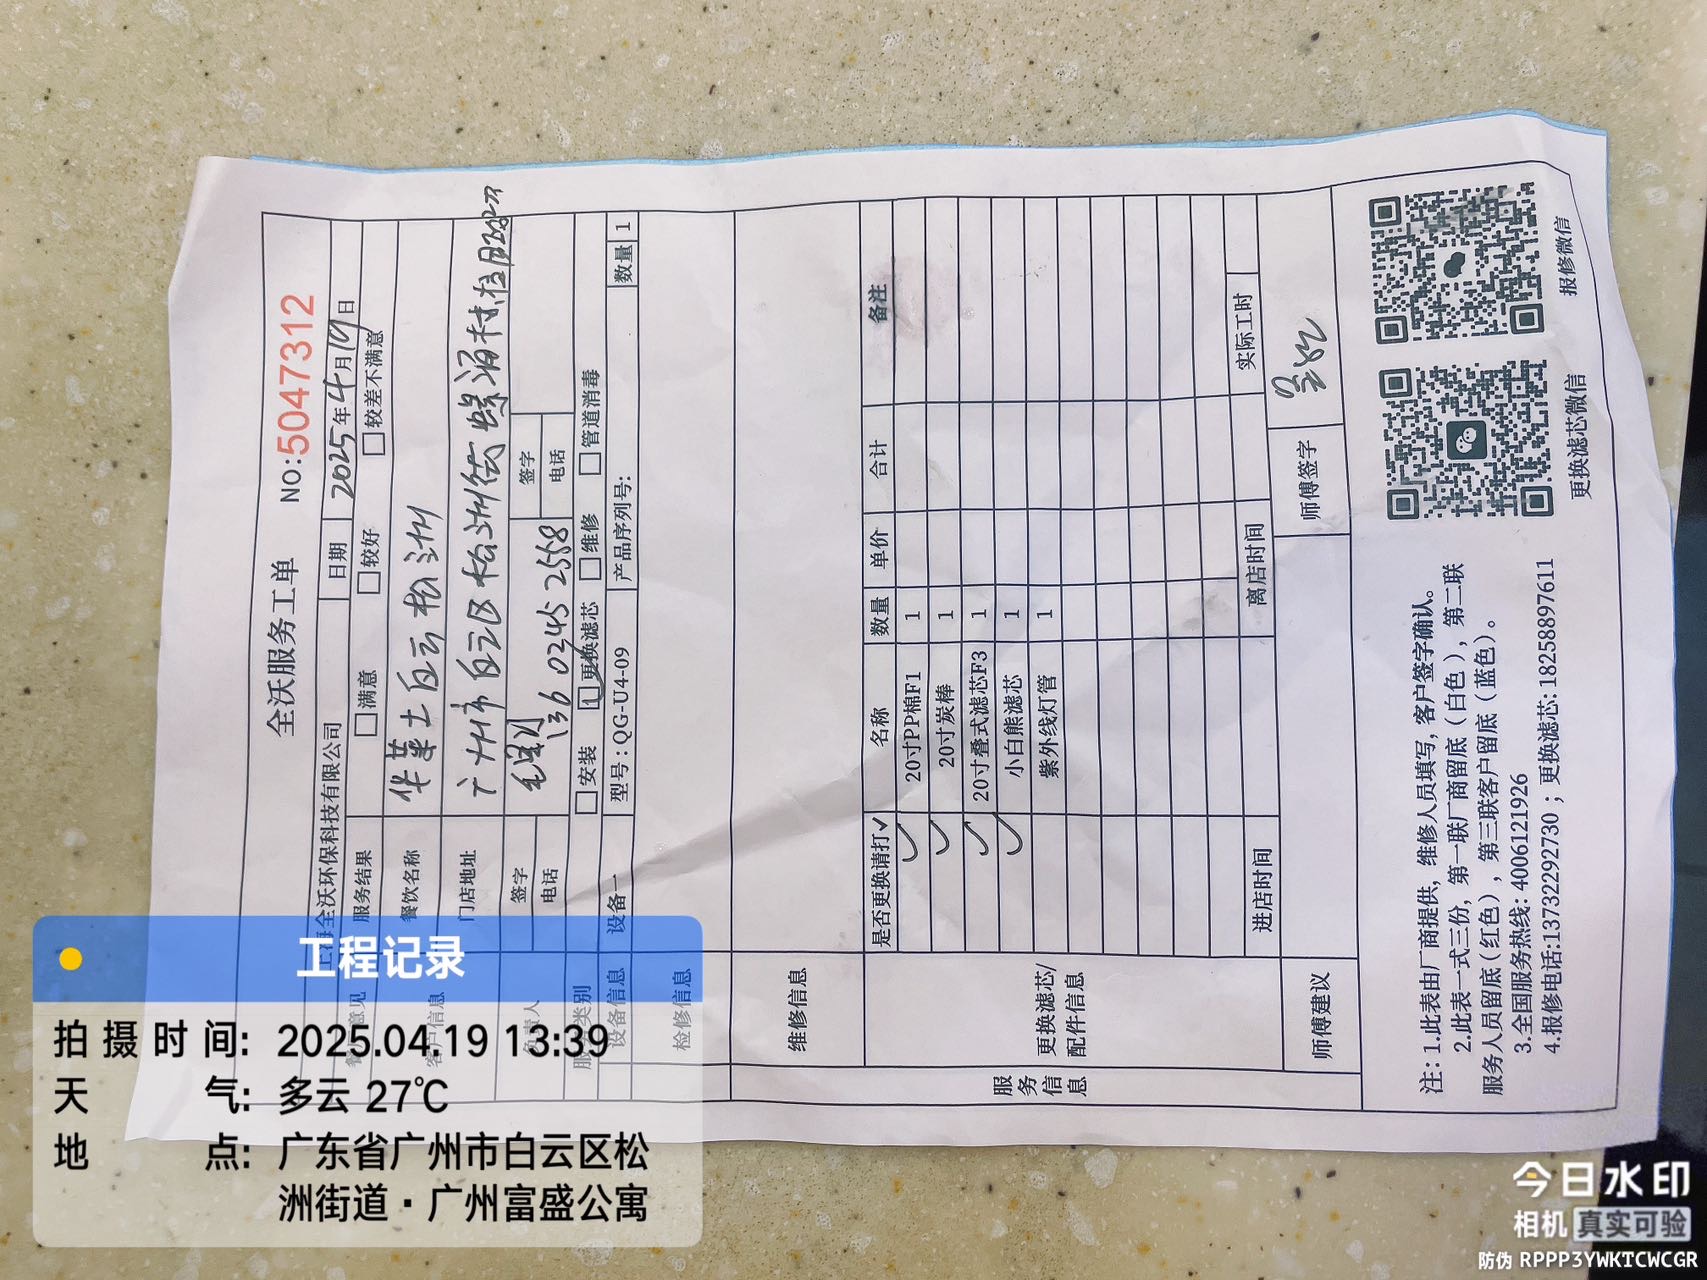 全沃服务工单
NO:5047312
全沃环保科技有限公司
日期 2025年4月19日
服务结果 满意 较好 较差不满意
客户信息 餐饮名称 华莱士白云松洲
门店地址 广州市白云区松洲街螺涌村
签字 签字
电话 136 0345 2558 电话
安装 更换滤芯 维修 管道消毒
设备信息 设备一 型号:QG-U4-09 产品序列号: 数量 1
检修信息
维修信息
服务信息
更换滤芯/配件信息
是否更换请打✓ 名称 数量 单价 合计 备注
✓ 20寸PP棉F1 1
✓ 20寸炭棒 1
✓ 20寸叠式滤芯F3 1
✓ 小白熊滤芯 1
紫外线灯管 1
进店时间 离店时间 实际工时
师傅建议 师傅签字
注:1.此表由厂商提供,维修人员填写,客户签字确认。
2.此表一式三份,第一联厂商留底(白色),第二联
服务人员留底(红色),第三联客户留底(蓝色)。
3.全国服务热线:4006121926
4.报修电话:13732292730;更换滤芯:18258897611
更换滤芯微信
报修微信
工程记录
拍摄时间: 2025.04.19 13:39
天气: 多云 27℃
地点: 广东省广州市白云区松
洲街道·广州富盛公寓
今日水印
相机 真实可验
防伪 RPPP3YWKTCWCGR